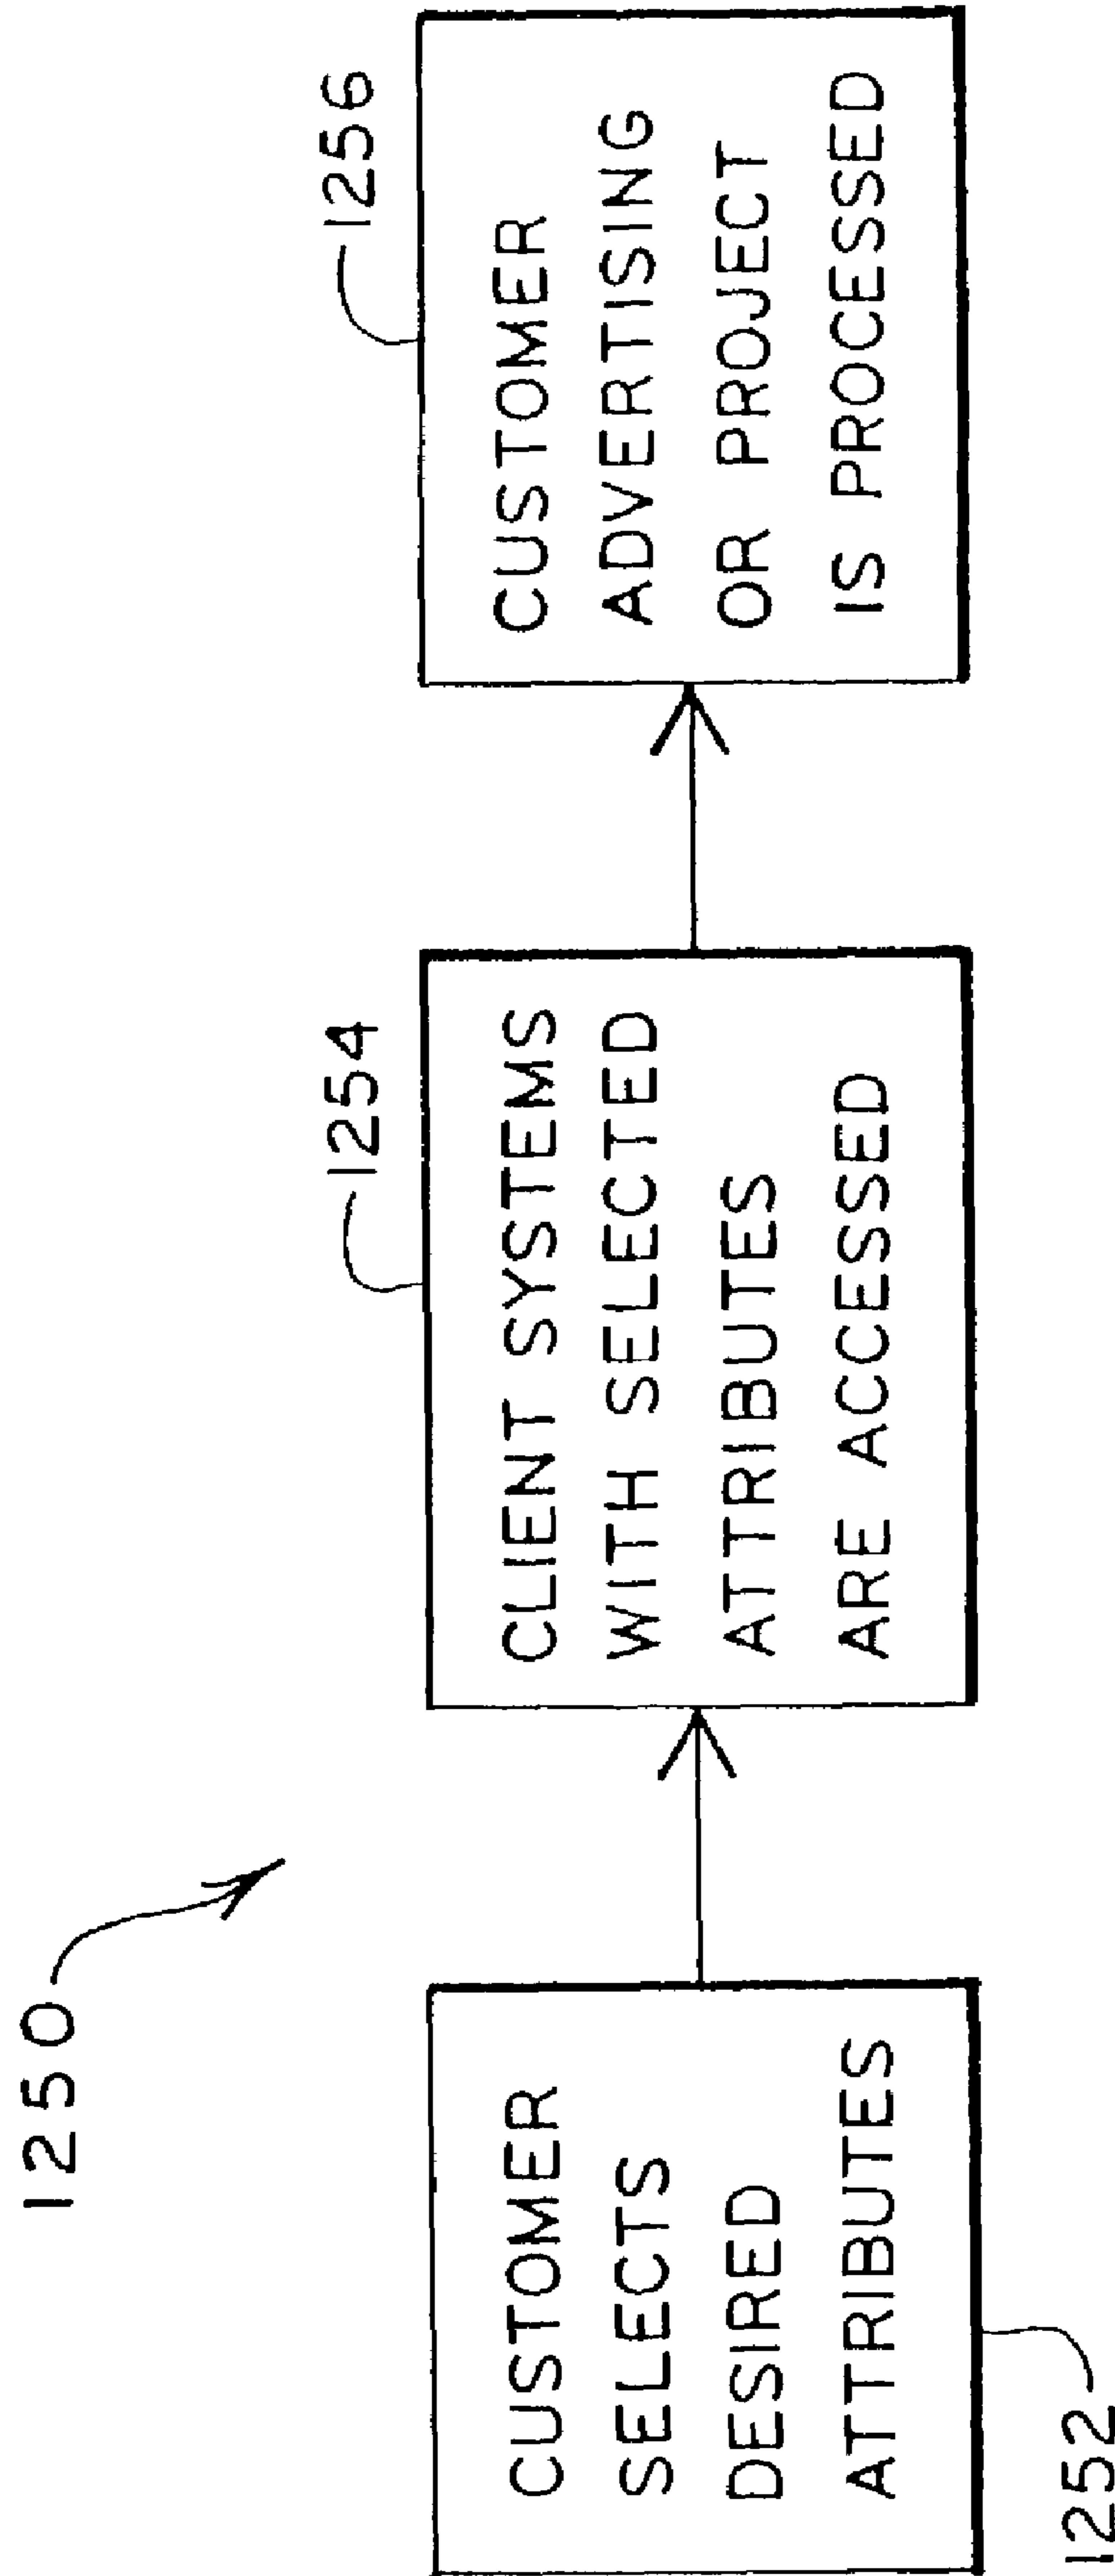 1250
CUSTOMER
SELECTS
DESIRED
ATTRIBUTES
1252
CLIENT SYSTEMS
WITH SELECTED
ATTRIBUTES
ARE ACCESSED
1254
CUSTOMER
ADVERTISING
OR PROJECT
IS PROCESSED
1256